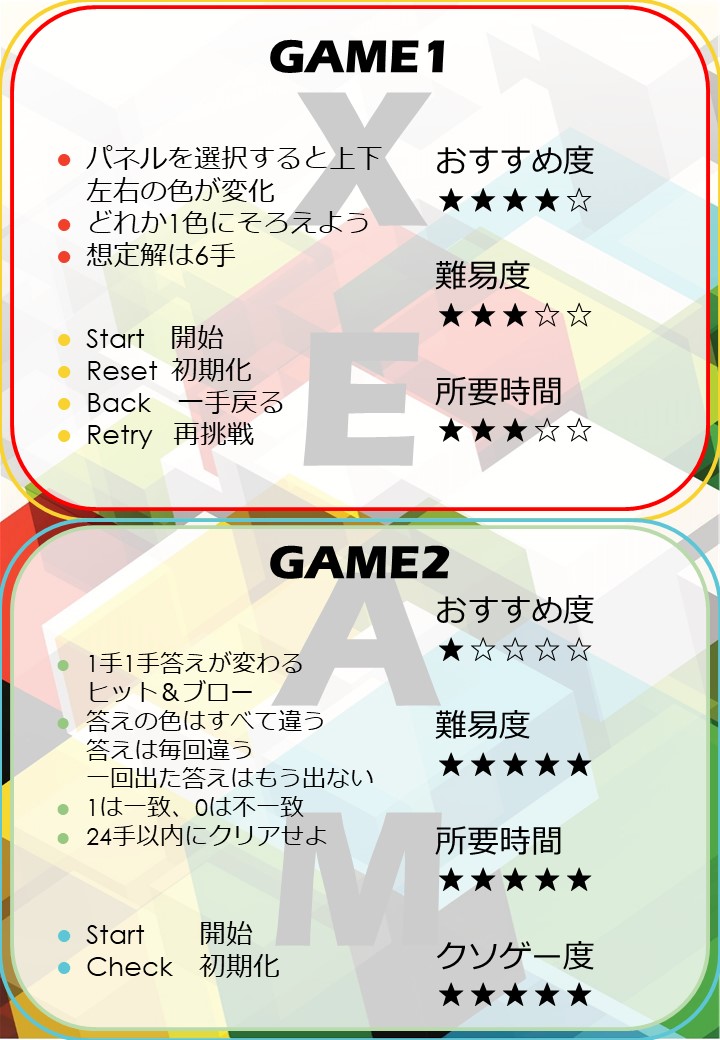 GAME1
パネルを選択すると上下
左右の色が変化
どれか1色にそろえよう
想定解は6手
Start 開始
Reset 初期化
Back 一手戻る
Retry 再挑戦
おすすめ度
★★★★☆
難易度
★★★☆☆
所要時間
★★★☆☆
X
E
GAME2
1手1手答えが変わる
ヒット&ブロー
答えの色はすべて違う
答えは毎回違う
一回出た答えはもう出ない
1は一致、0は不一致
24手以内にクリアせよ
Start 開始
Check 初期化
おすすめ度
★☆☆☆☆
難易度
★★★★★
所要時間
★★★★★
クソゲー度
★★★★★
A
M